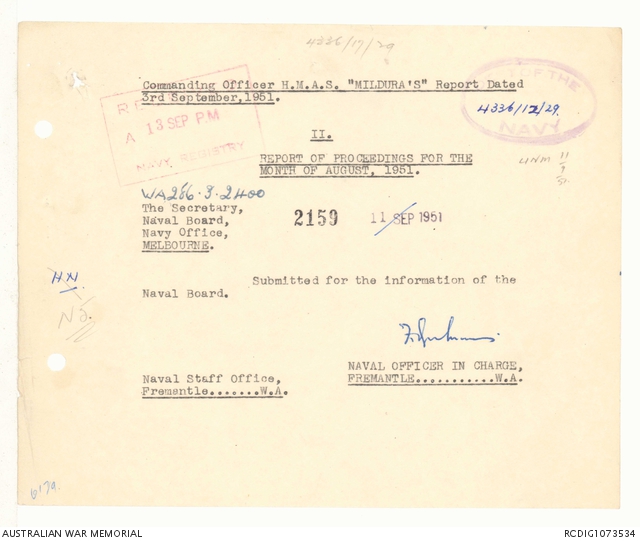 4336/17/29
Commanding Officer H.M.A.S. "MILDURA'S" Report Dated
3rd September,1951.
OF THE
4336/12/29.
NAVY
A 13 SEP P.M
NAVY REGISTRY
II.
REPORT OF PROCEEDINGS FOR THE
MONTH OF AUGUST, 1951.
WA286.3.2400
The Secretary,
Naval Board,
Navy Office,
MELBOURNE.
2159
11 SEP 1951
H.N.
Submitted for the information of the
Naval Board.
NAVAL OFFICER IN CHARGE,
FREMANTLE...........W.A.
Naval Staff Office,
Fremantle.......W.A.
AUSTRALIAN WAR MEMORIAL
RCDIG1073534